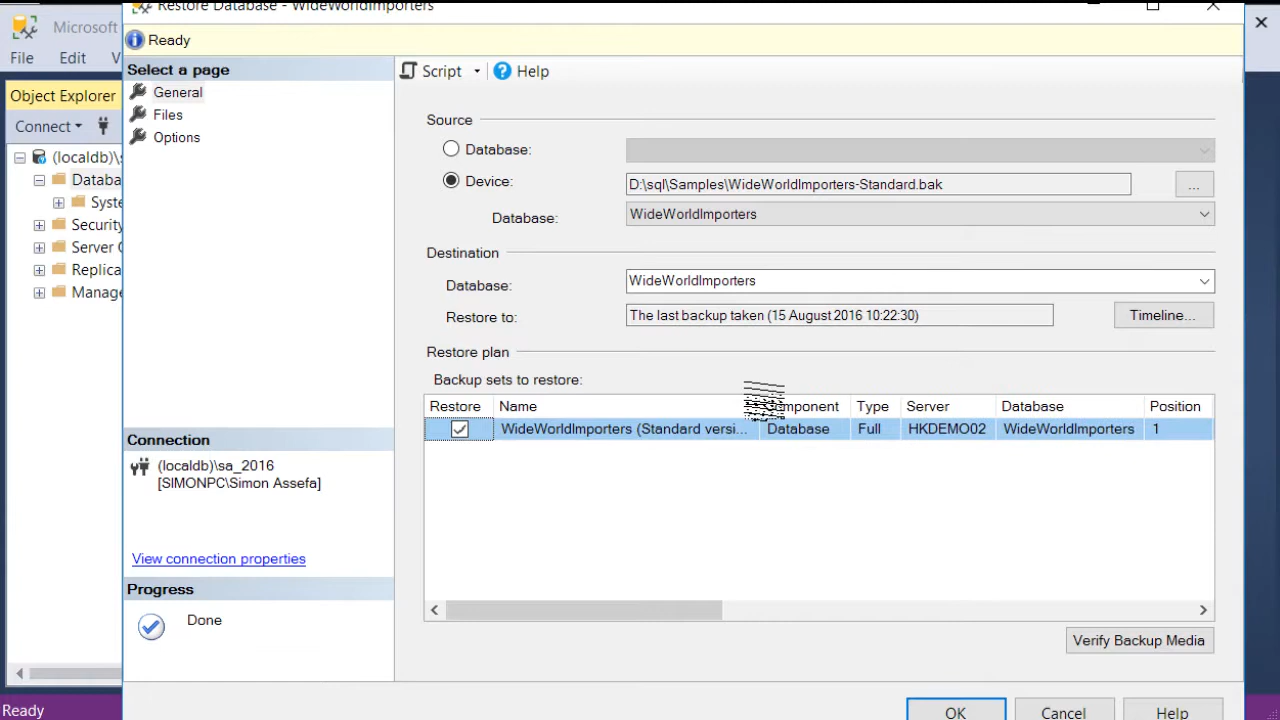 Restore Database - WideWorldImporters
Microsoft
File Edit V
Ready
Object Explorer
Connect
(localdb)\s
Databa
Syste
Security
Server O
Replica
Manage
Ready
Select a page
General
Files
Options
Connection
(localdb)\sa_2016
[SIMONPC\Simon Assefa]
View connection properties
Progress
Done
Script Help
Source
Database:
Device: D:\sql\Samples\WideWorldImporters-Standard.bak ...
Database: WideWorldImporters
Destination
Database: WideWorldImporters
Restore to: The last backup taken (15 August 2016 10:22:30) Timeline...
Restore plan
Backup sets to restore:
Restore Name Component Type Server Database Position
WideWorldImporters (Standard versi... Database Full HKDEMO02 WideWorldImporters 1
Verify Backup Media
OK Cancel Help